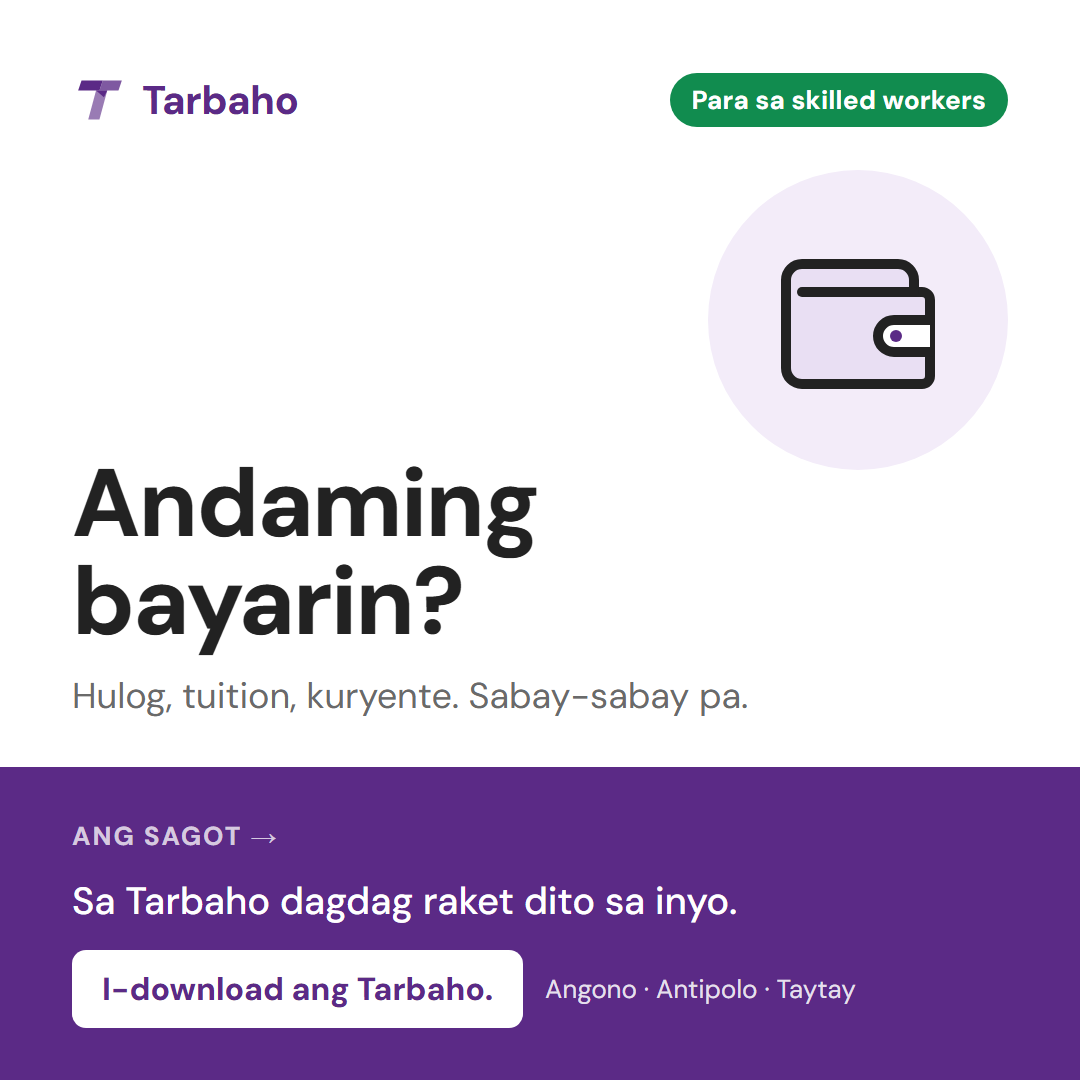 Tarbaho
Para sa skilled workers
Andaming
bayarin?
Hulog, tuition, kuryente. Sabay-sabay pa.
ANG SAGOT →
Sa Tarbaho dagdag raket dito sa inyo.
I-download ang Tarbaho.
Angono · Antipolo · Taytay